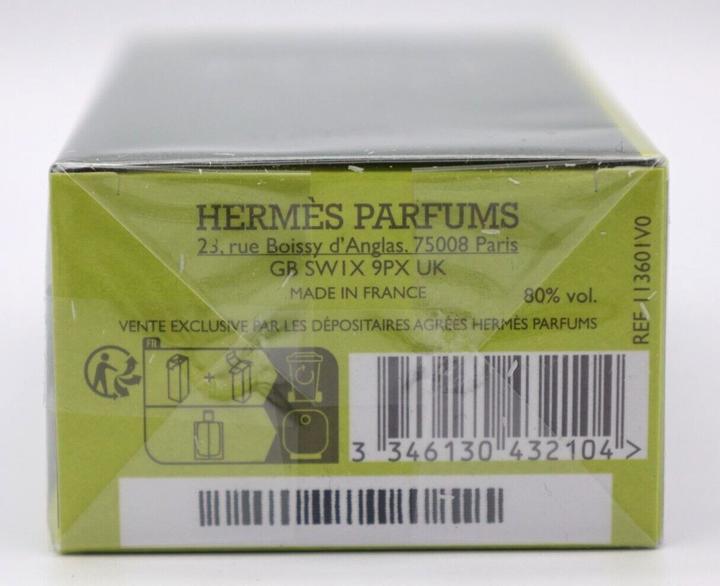 HERMÈS PARFUMS
23, rue Boissy d'Anglas, 75008 Paris
GB SW1X 9PX UK
MADE IN FRANCE
80% vol.
VENTE EXCLUSIVE PAR LES DÉPOSITAIRES AGRÉÉS HERMÈS PARFUMS
REF 113601V0
FR
+
3 346130 432104 >